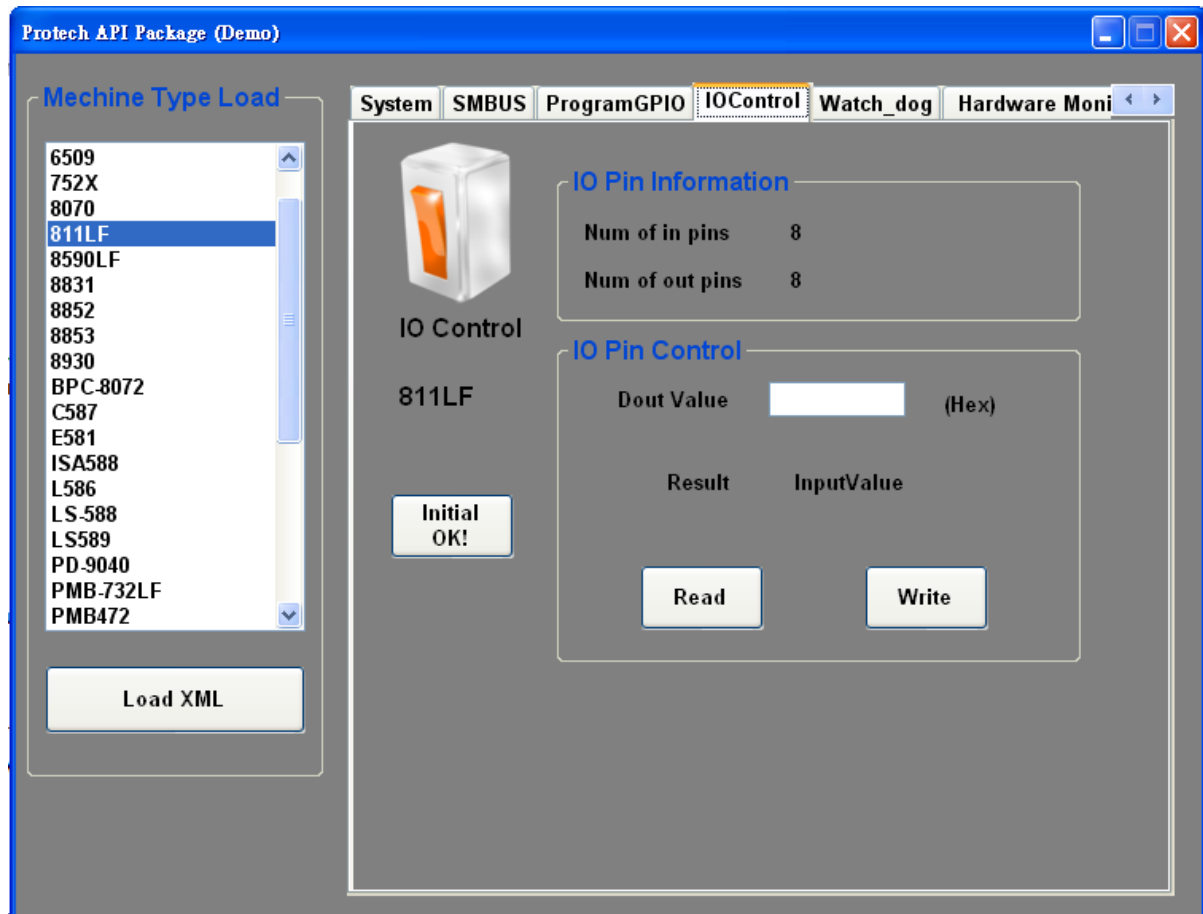 Protech API Package (Demo)
Mechine Type Load
6509
752X
8070
811LF
8590LF
8831
8852
8853
8930
BPC-8072
C587
E581
ISA588
L586
LS-588
LS589
PD-9040
PMB-732LF
PMB472
Load XML
System SMBUS ProgramGPIO IOControl Watch_dog Hardware Moni
IO Control
811LF
Initial
OK!
IO Pin Information
Num of in pins 8
Num of out pins 8
IO Pin Control
Dout Value (Hex)
Result InputValue
Read Write